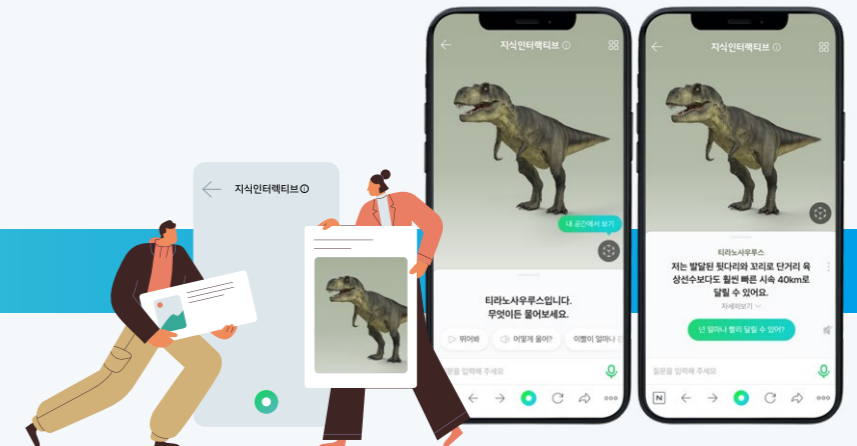 지식인터렉티브
지식인터랙티브
내 공간에서 보기
티라노사우루스입니다.
무엇이든 물어보세요.
뛰어봐
어떻게 울어?
이빨이 얼마나
질문을 입력해 주세요
지식인터랙티브
티라노사우루스
저는 발달된 뒷다리와 꼬리로 단거리 육
상선수보다도 훨씬 빠른 시속 40km로
달릴 수 있어요.
자세히보기
넌 얼마나 빨리 달릴 수 있어?
질문을 입력해 주세요
N